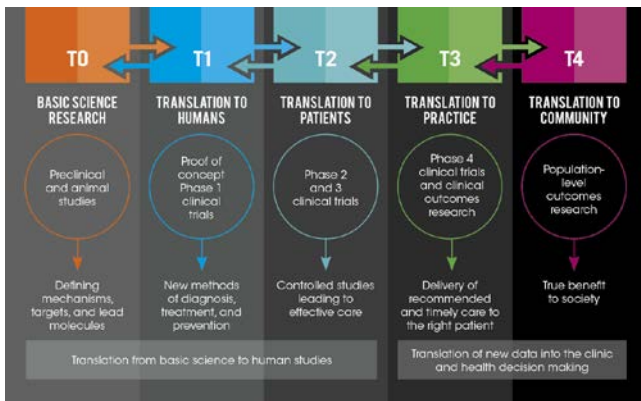 T0
T1
T2
T3
T4
BASIC SCIENCE
RESEARCH
TRANSLATION TO
HUMANS
TRANSLATION TO
PATIENTS
TRANSLATION TO
PRACTICE
TRANSLATION TO
COMMUNITY
Preclinical
and animal
studies
Proof of
concept
Phase 1
clinical
trials
Phase 2
and 3
clinical trials
Phase 4
clinical trials
and clinical
outcomes
research
Population-
level
outcomes
research
Defining
mechanisms,
targets, and lead
molecules
New methods
of diagnosis,
treatment, and
prevention
Controlled studies
leading to
effective care
Delivery of
recommended
and timely care to
the right patient
True benefit
to society
Translation from basic science to human studies
Translation of new data into the clinic
and health decision making